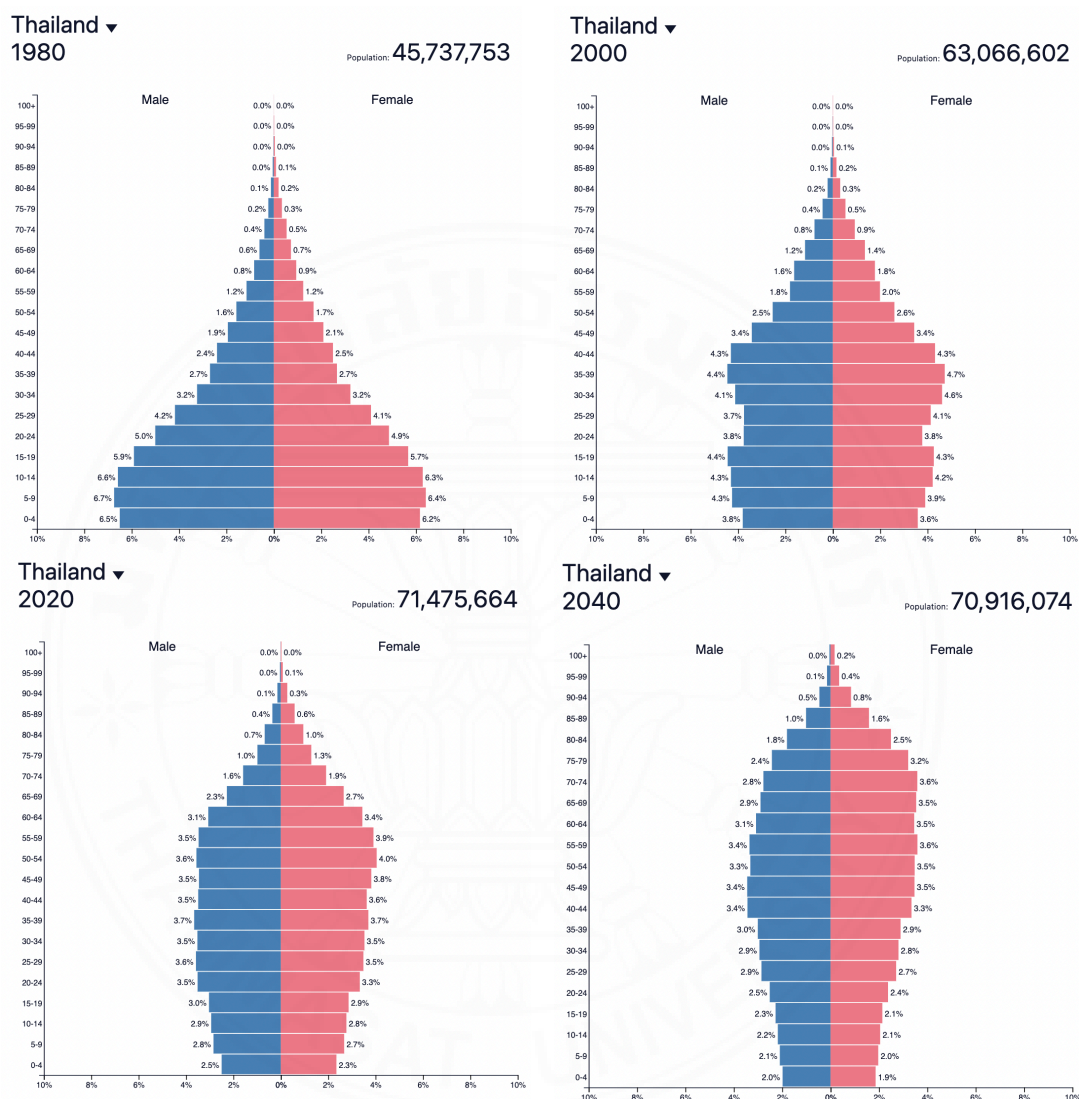 Thailand
1980
Population: 45,737,753
Male Female
100+ 0.0% 0.0%
95-99 0.0% 0.0%
90-94 0.0% 0.0%
85-89 0.0% 0.1%
80-84 0.1% 0.2%
75-79 0.2% 0.3%
70-74 0.4% 0.5%
65-69 0.6% 0.7%
60-64 0.8% 0.9%
55-59 1.2% 1.2%
50-54 1.6% 1.7%
45-49 1.9% 2.1%
40-44 2.4% 2.5%
35-39 2.7% 2.7%
30-34 3.2% 3.2%
25-29 4.2% 4.1%
20-24 5.0% 4.9%
15-19 5.9% 5.7%
10-14 6.6% 6.3%
5-9 6.7% 6.4%
0-4 6.5% 6.2%
10% 8% 6% 4% 2% 0% 2% 4% 6% 8% 10%
Thailand
2000
Population: 63,066,602
Male Female
100+ 0.0% 0.0%
95-99 0.0% 0.0%
90-94 0.0% 0.1%
85-89 0.1% 0.2%
80-84 0.2% 0.3%
75-79 0.4% 0.5%
70-74 0.8% 0.9%
65-69 1.2% 1.4%
60-64 1.6% 1.8%
55-59 1.8% 2.0%
50-54 2.5% 2.6%
45-49 3.4% 3.4%
40-44 4.3% 4.3%
35-39 4.4% 4.7%
30-34 4.1% 4.6%
25-29 3.7% 4.1%
20-24 3.8% 3.8%
15-19 4.4% 4.3%
10-14 4.3% 4.2%
5-9 4.3% 3.9%
0-4 3.8% 3.6%
10% 8% 6% 4% 2% 0% 2% 4% 6% 8% 10%
Thailand
2020
Population: 71,475,664
Male Female
100+ 0.0% 0.0%
95-99 0.0% 0.1%
90-94 0.1% 0.3%
85-89 0.4% 0.6%
80-84 0.7% 1.0%
75-79 1.0% 1.3%
70-74 1.6% 1.9%
65-69 2.3% 2.7%
60-64 3.1% 3.4%
55-59 3.5% 3.9%
50-54 3.6% 4.0%
45-49 3.5% 3.8%
40-44 3.5% 3.6%
35-39 3.7% 3.7%
30-34 3.5% 3.5%
25-29 3.6% 3.5%
20-24 3.5% 3.3%
15-19 3.0% 2.9%
10-14 2.9% 2.8%
5-9 2.8% 2.7%
0-4 2.5% 2.3%
10% 8% 6% 4% 2% 0% 2% 4% 6% 8% 10%
Thailand
2040
Population: 70,916,074
Male Female
100+ 0.0% 0.2%
95-99 0.1% 0.4%
90-94 0.5% 0.8%
85-89 1.0% 1.6%
80-84 1.8% 2.5%
75-79 2.4% 3.2%
70-74 2.8% 3.6%
65-69 2.9% 3.5%
60-64 3.1% 3.5%
55-59 3.4% 3.6%
50-54 3.3% 3.5%
45-49 3.4% 3.5%
40-44 3.4% 3.3%
35-39 3.0% 2.9%
30-34 2.9% 2.8%
25-29 2.9% 2.7%
20-24 2.5% 2.4%
15-19 2.3% 2.1%
10-14 2.2% 2.1%
5-9 2.1% 2.0%
0-4 2.0% 1.9%
10% 8% 6% 4% 2% 0% 2% 4% 6% 8% 10%